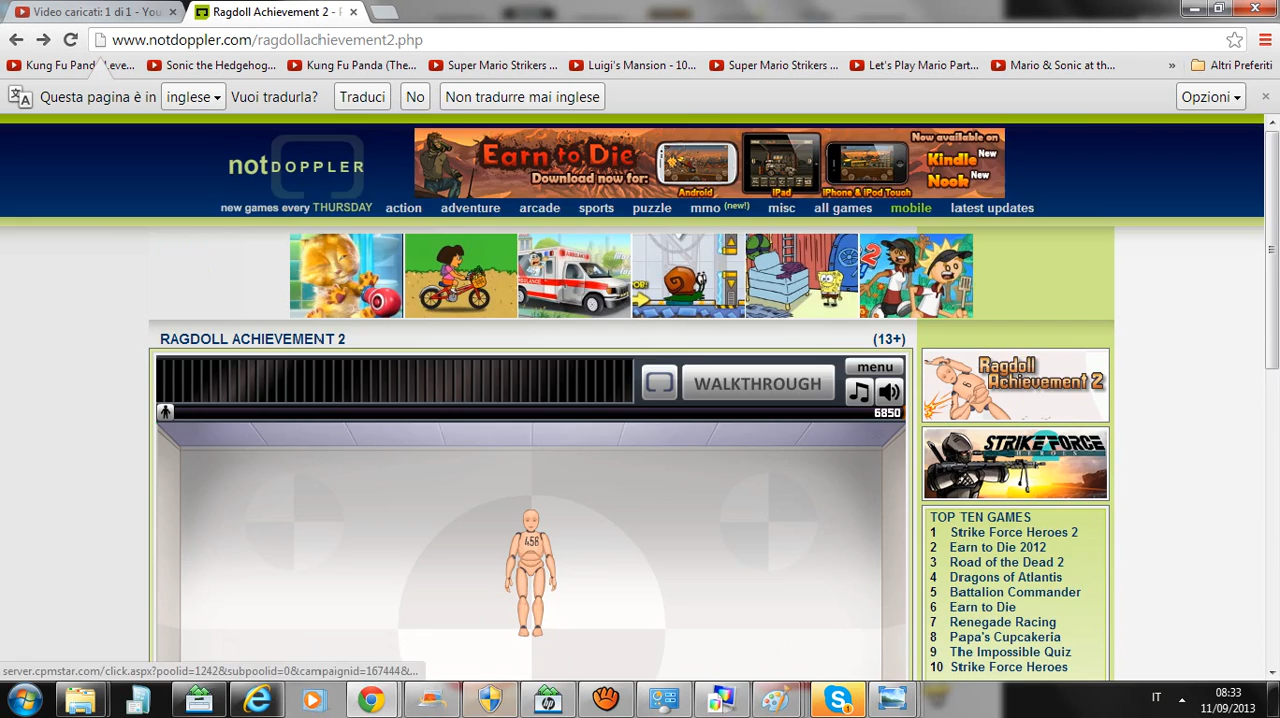 Video caricati: 1 di 1 - You
Ragdoll Achievement 2 -
www.notdoppler.com/ragdollachievement2.php
Kung Fu Pand
eve...
Sonic the Hedgehog...
Kung Fu Panda (The...
Super Mario Strikers ...
Luigi's Mansion - 10...
Super Mario Strikers ...
Let's Play Mario Part...
Mario & Sonic at th...
»
Altri Preferiti
Questa pagina è in
inglese
Vuoi tradurla?
Traduci
No
Non tradurre mai inglese
Opzioni
notDOPPLER
new games every THURSDAY
Earn to Die
Download now for:
Android
iPad
iPhone & iPod Touch
Now available on
Kindle New
Nook New
action
adventure
arcade
sports
puzzle
mmo (new!)
misc
all games
mobile
latest updates
AMBULANCE
2
RAGDOLL ACHIEVEMENT 2
(13+)
WALKTHROUGH
menu
6850
458
Ragdoll
Achievement 2
STRIKE FORCE
HEROES
2
TOP TEN GAMES
1 Strike Force Heroes 2
2 Earn to Die 2012
3 Road of the Dead 2
4 Dragons of Atlantis
5 Battalion Commander
6 Earn to Die
7 Renegade Racing
8 Papa's Cupcakeria
9 The Impossible Quiz
10 Strike Force Heroes
server.cpmstar.com/click.aspx?poolid=1242&subpoolid=0&campaignid=167444&...
hp
IT
08:33
11/09/2013